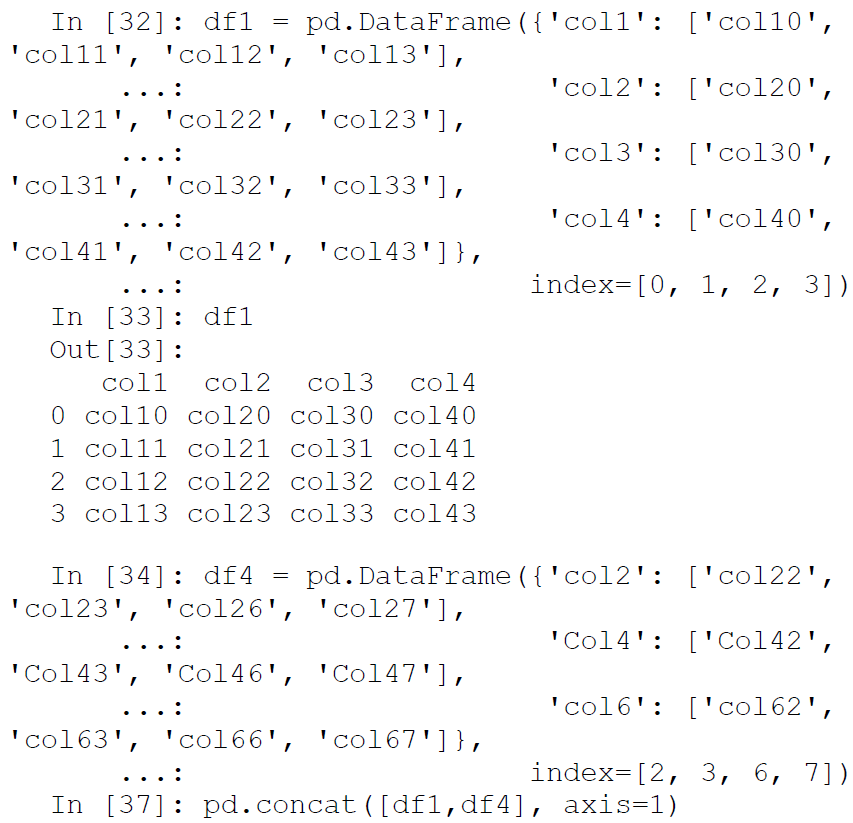 In [32]: df1 = pd.DataFrame({'col1': ['col10',
'col11', 'col12', 'col13'],
...: 'col2': ['col20',
'col21', 'col22', 'col23'],
...: 'col3': ['col30',
'col31', 'col32', 'col33'],
...: 'col4': ['col40',
'col41', 'col42', 'col43']},
...: index=[0, 1, 2, 3])
In [33]: df1
Out[33]:
col1 col2 col3 col4
0 col10 col20 col30 col40
1 col11 col21 col31 col41
2 col12 col22 col32 col42
3 col13 col23 col33 col43
In [34]: df4 = pd.DataFrame({'col2': ['col22',
'col23', 'col26', 'col27'],
...: 'Col4': ['Col42',
'Col43', 'Col46', 'Col47'],
...: 'col6': ['col62',
'col63', 'col66', 'col67']},
...: index=[2, 3, 6, 7])
In [37]: pd.concat([df1,df4], axis=1)